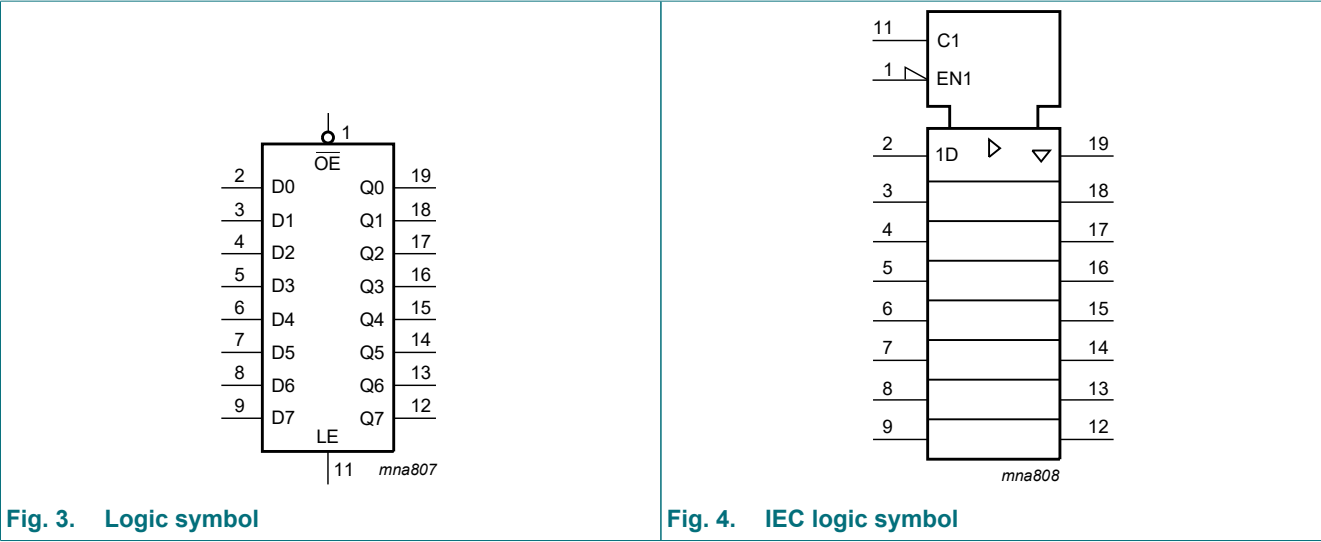 1
OE
2 D0 Q0 19
3 D1 Q1 18
4 D2 Q2 17
5 D3 Q3 16
6 D4 Q4 15
7 D5 Q5 14
8 D6 Q6 13
9 D7 Q7 12
LE
11 mna807
Fig. 3. Logic symbol
11 C1
1 EN1
2 1D 19
3 18
4 17
5 16
6 15
7 14
8 13
9 12
mna808
Fig. 4. IEC logic symbol